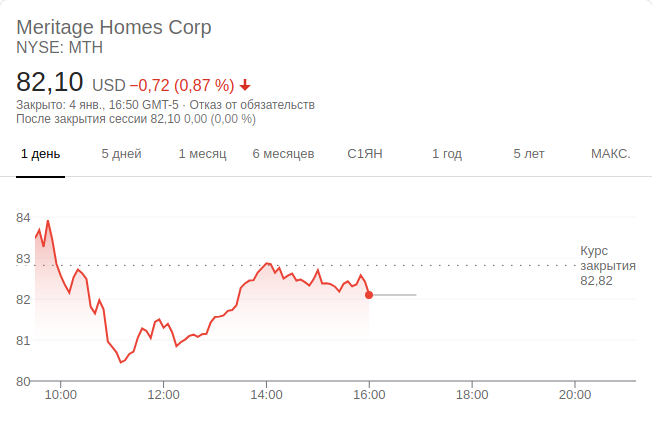 Meritage Homes Corp
NYSE: MTH
82,10 USD −0,72 (0,87 %)
Закрыто: 4 янв., 16:50 GMT-5 · Отказ от обязательств
После закрытия сессии 82,10 0,00 (0,00 %)
1 день 5 дней 1 месяц 6 месяцев С1ЯН 1 год 5 лет МАКС.
84
83
82
81
80
Курс
закрытия
82,82
10:00 12:00 14:00 16:00 18:00 20:00